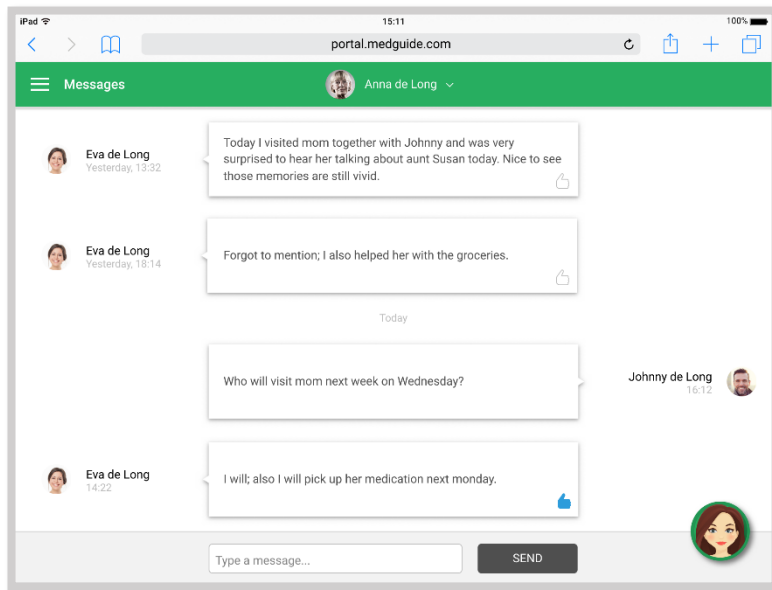 iPad 15:11 100%
portal.medguide.com
Messages Anna de Long
Eva de Long
Yesterday, 13:32
Today I visited mom together with Johnny and was very
surprised to hear her talking about aunt Susan today. Nice to see
those memories are still vivid.
Eva de Long
Yesterday, 18:14
Forgot to mention; I also helped her with the groceries.
Today
Who will visit mom next week on Wednesday?
Johnny de Long
16:12
Eva de Long
14:22
I will; also I will pick up her medication next monday.
Type a message... SEND